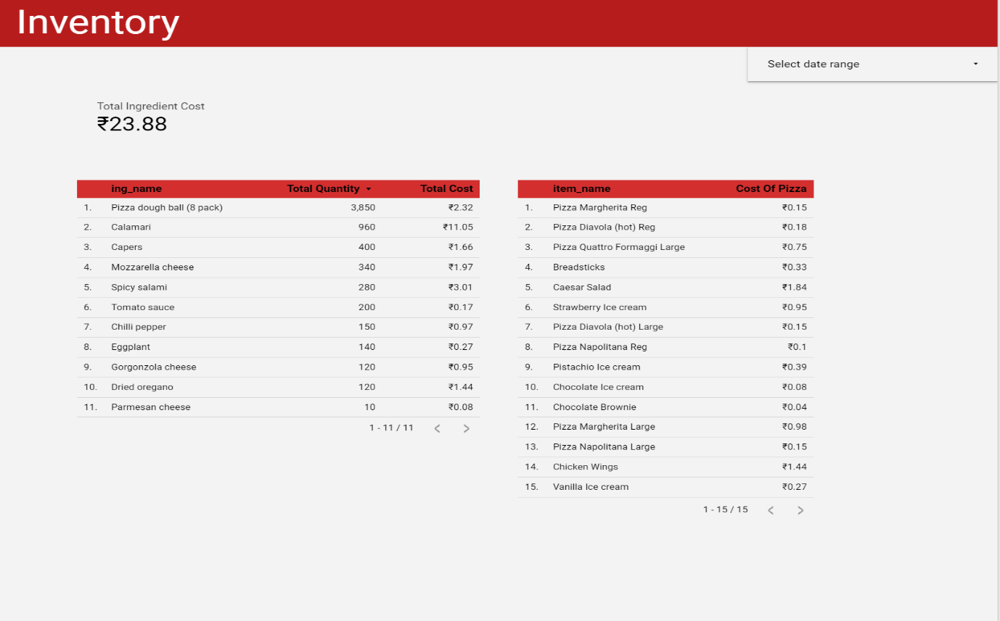 Inventory
Select date range
Total Ingredient Cost
₹23.88
ing_name Total Quantity Total Cost
1. Pizza dough ball (8 pack) 3,850 ₹2.32
2. Calamari 960 ₹11.05
3. Capers 400 ₹1.66
4. Mozzarella cheese 340 ₹1.97
5. Spicy salami 280 ₹3.01
6. Tomato sauce 200 ₹0.17
7. Chilli pepper 150 ₹0.97
8. Eggplant 140 ₹0.27
9. Gorgonzola cheese 120 ₹0.95
10. Dried oregano 120 ₹1.44
11. Parmesan cheese 10 ₹0.08
1 - 11 / 11
item_name Cost Of Pizza
1. Pizza Margherita Reg ₹0.15
2. Pizza Diavola (hot) Reg ₹0.18
3. Pizza Quattro Formaggi Large ₹0.75
4. Breadsticks ₹0.33
5. Caesar Salad ₹1.84
6. Strawberry Ice cream ₹0.95
7. Pizza Diavola (hot) Large ₹0.15
8. Pizza Napolitana Reg ₹0.1
9. Pistachio Ice cream ₹0.39
10. Chocolate Ice cream ₹0.08
11. Chocolate Brownie ₹0.04
12. Pizza Margherita Large ₹0.98
13. Pizza Napolitana Large ₹0.15
14. Chicken Wings ₹1.44
15. Vanilla Ice cream ₹0.27
1 - 15 / 15